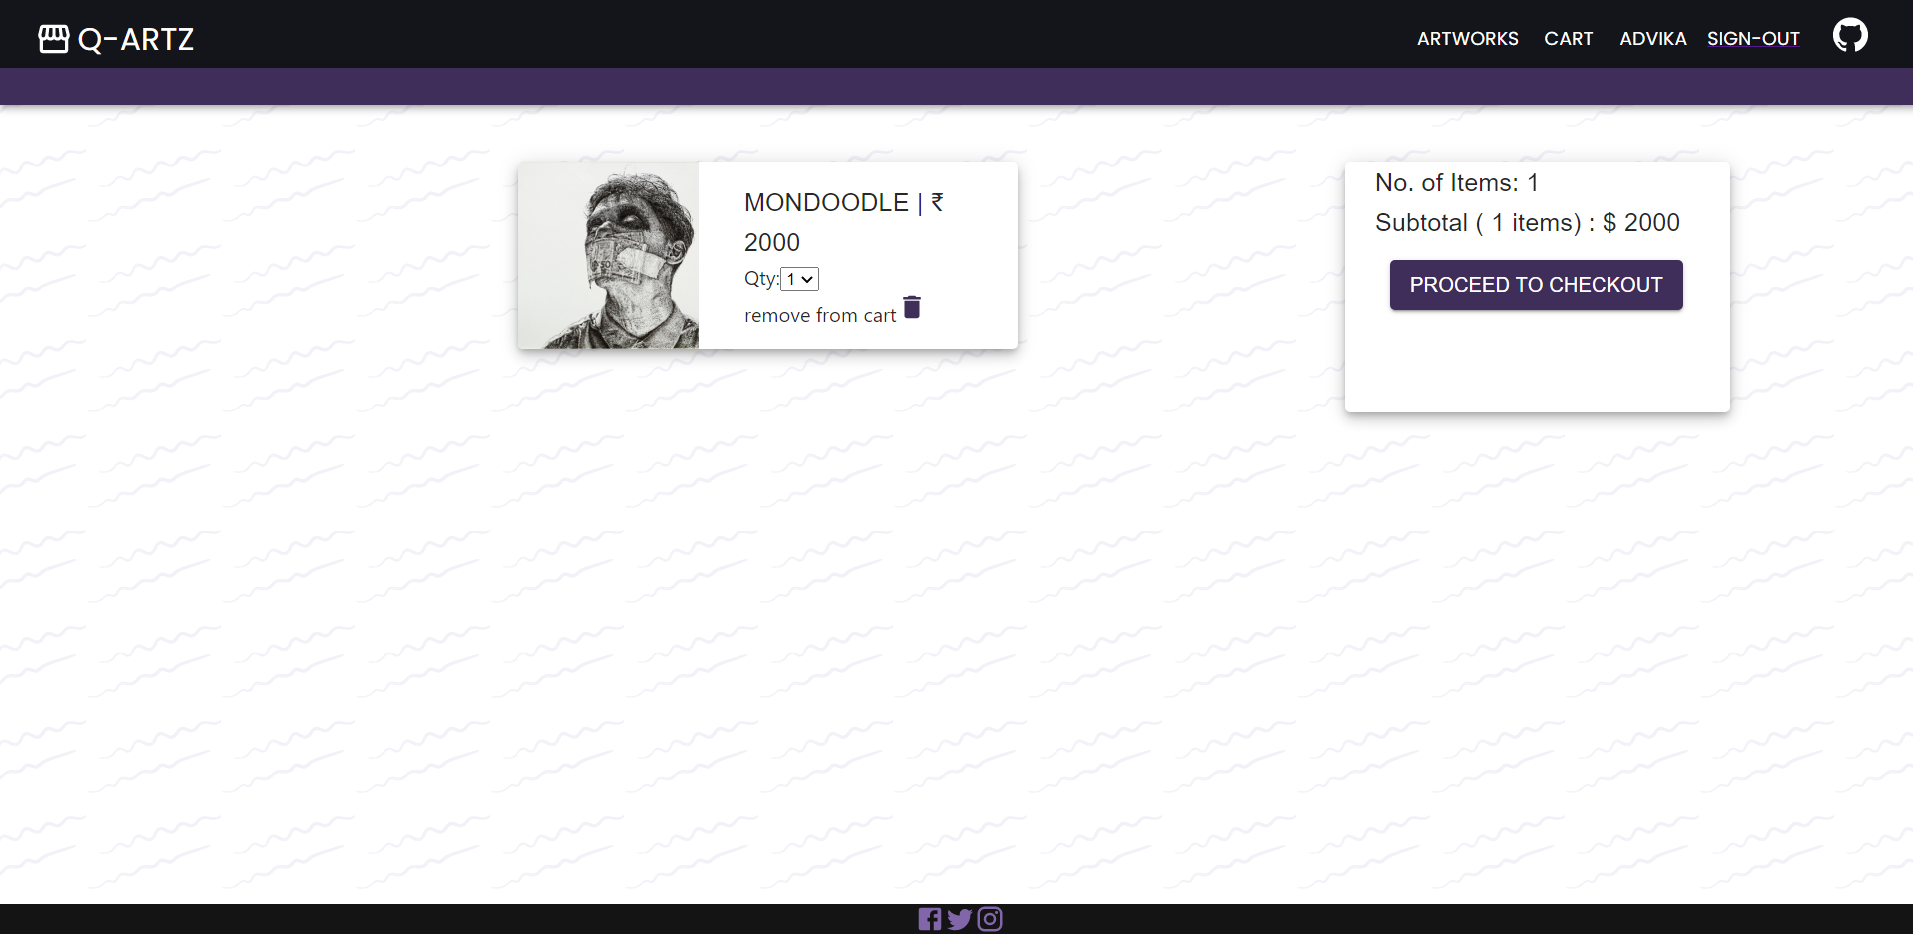 Q-ARTZ
ARTWORKS CART ADVIKA SIGN-OUT
MONDOODLE | ₹
2000
Qty: 1
remove from cart
50
No. of Items: 1
Subtotal ( 1 items) : $ 2000
PROCEED TO CHECKOUT